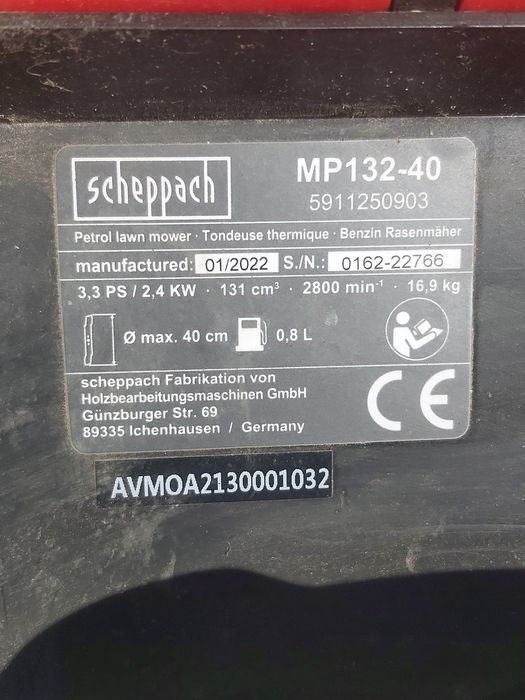 scheppach
MP132-40
5911250903
Petrol lawn mower · Tondeuse thermique · Benzin Rasenmäher
manufactured: 01/2022 S./N.: 0162-22766
3,3 PS / 2,4 KW · 131 cm³ · 2800 min⁻¹ · 16,9 kg
Ø max. 40 cm 0,8 L
scheppach Fabrikation von
Holzbearbeitungsmaschinen GmbH
Günzburger Str. 69
89335 Ichenhausen / Germany
CE
AVMOA2130001032